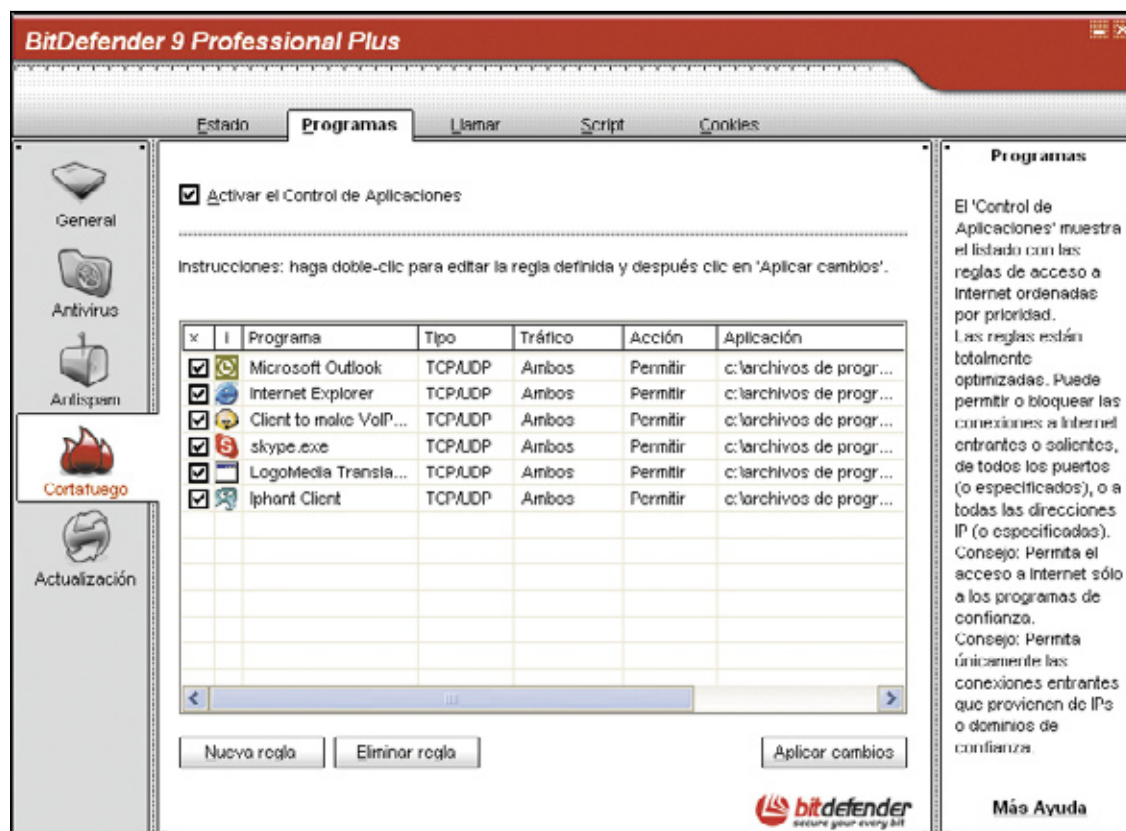 BitDefender 9 Professional Plus
Estado Programas Llamar Script Cookies
General
Antivirus
Antispam
Cortafuego
Actualización
Activar el Control de Aplicaciones
Instrucciones: haga doble-clic para editar la regla definida y después clic en 'Aplicar cambios'.
x i Programa Tipo Tráfico Acción Aplicación
Microsoft Outlook TCP/UDP Ambos Permitir c:\archivos de progr...
Internet Explorer TCP/UDP Ambos Permitir c:\archivos de progr...
Client to make VoIP... TCP/UDP Ambos Permitir c:\archivos de progr...
skype.exe TCP/UDP Ambos Permitir c:\archivos de progr...
LogoMedia Transla... TCP/UDP Ambos Permitir c:\archivos de progr...
lphant Client TCP/UDP Ambos Permitir c:\archivos de progr...
Nueva regla Eliminar regla Aplicar cambios
bitdefender
secure your every bit
Programas
El 'Control de
Aplicaciones' muestra
el listado con las
reglas de acceso a
Internet ordenadas
por prioridad.
Las reglas están
totalmente
optimizadas. Puede
permitir o bloquear las
conexiones a Internet
entrantes o salientes,
de todos los puertos
(o especificados), o a
todas las direcciones
IP (o especificadas).
Consejo: Permita el
acceso a Internet sólo
a los programas de
confianza.
Consejo: Permita
únicamente las
conexiones entrantes
que provienen de IPs
o dominios de
confianza.
Más Ayuda